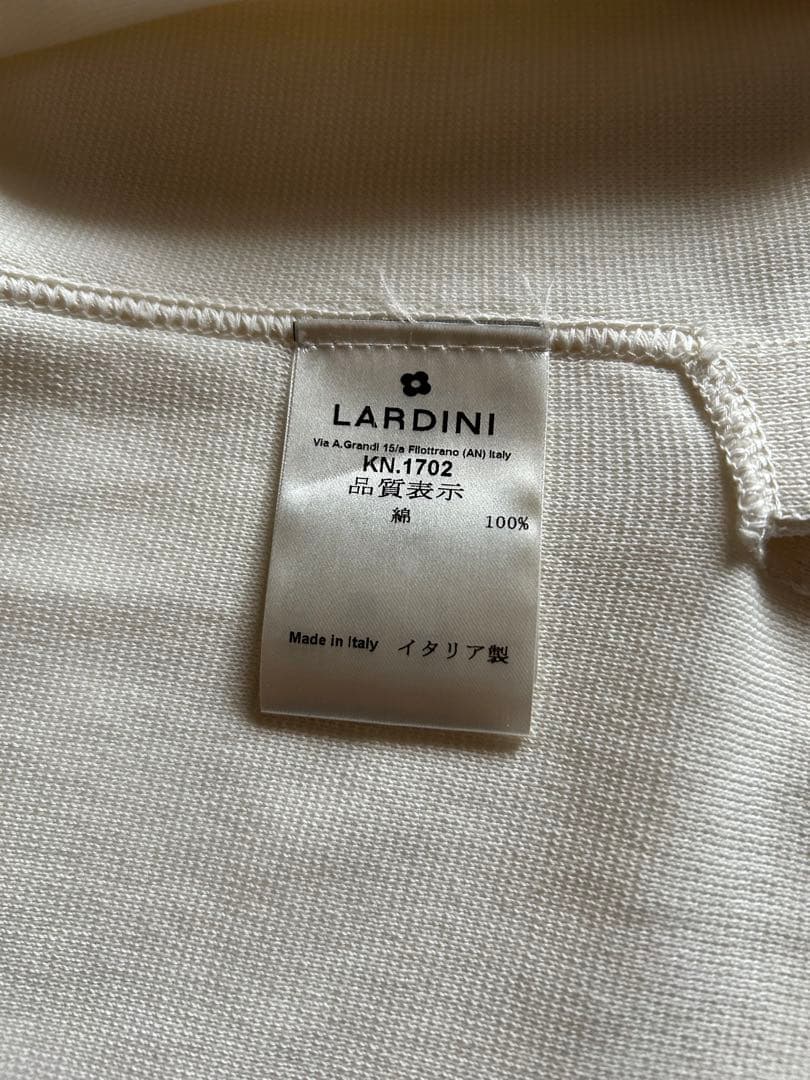 LARDINI
Via A.Grandi 15/a Filottrano (AN) Italy
KN.1702
品質表示
綿 100%
Made in Italy イタリア製